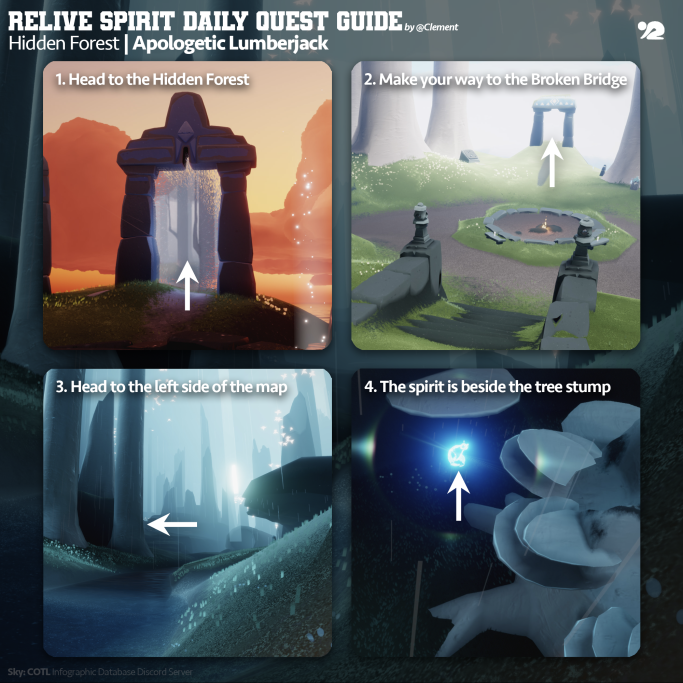 RELIVE SPIRIT DAILY QUEST GUIDE by @Clement
Hidden Forest | Apologetic Lumberjack
1. Head to the Hidden Forest
2. Make your way to the Broken Bridge
3. Head to the left side of the map
4. The spirit is beside the tree stump
Sky: COTL Infographic Database Discord Server